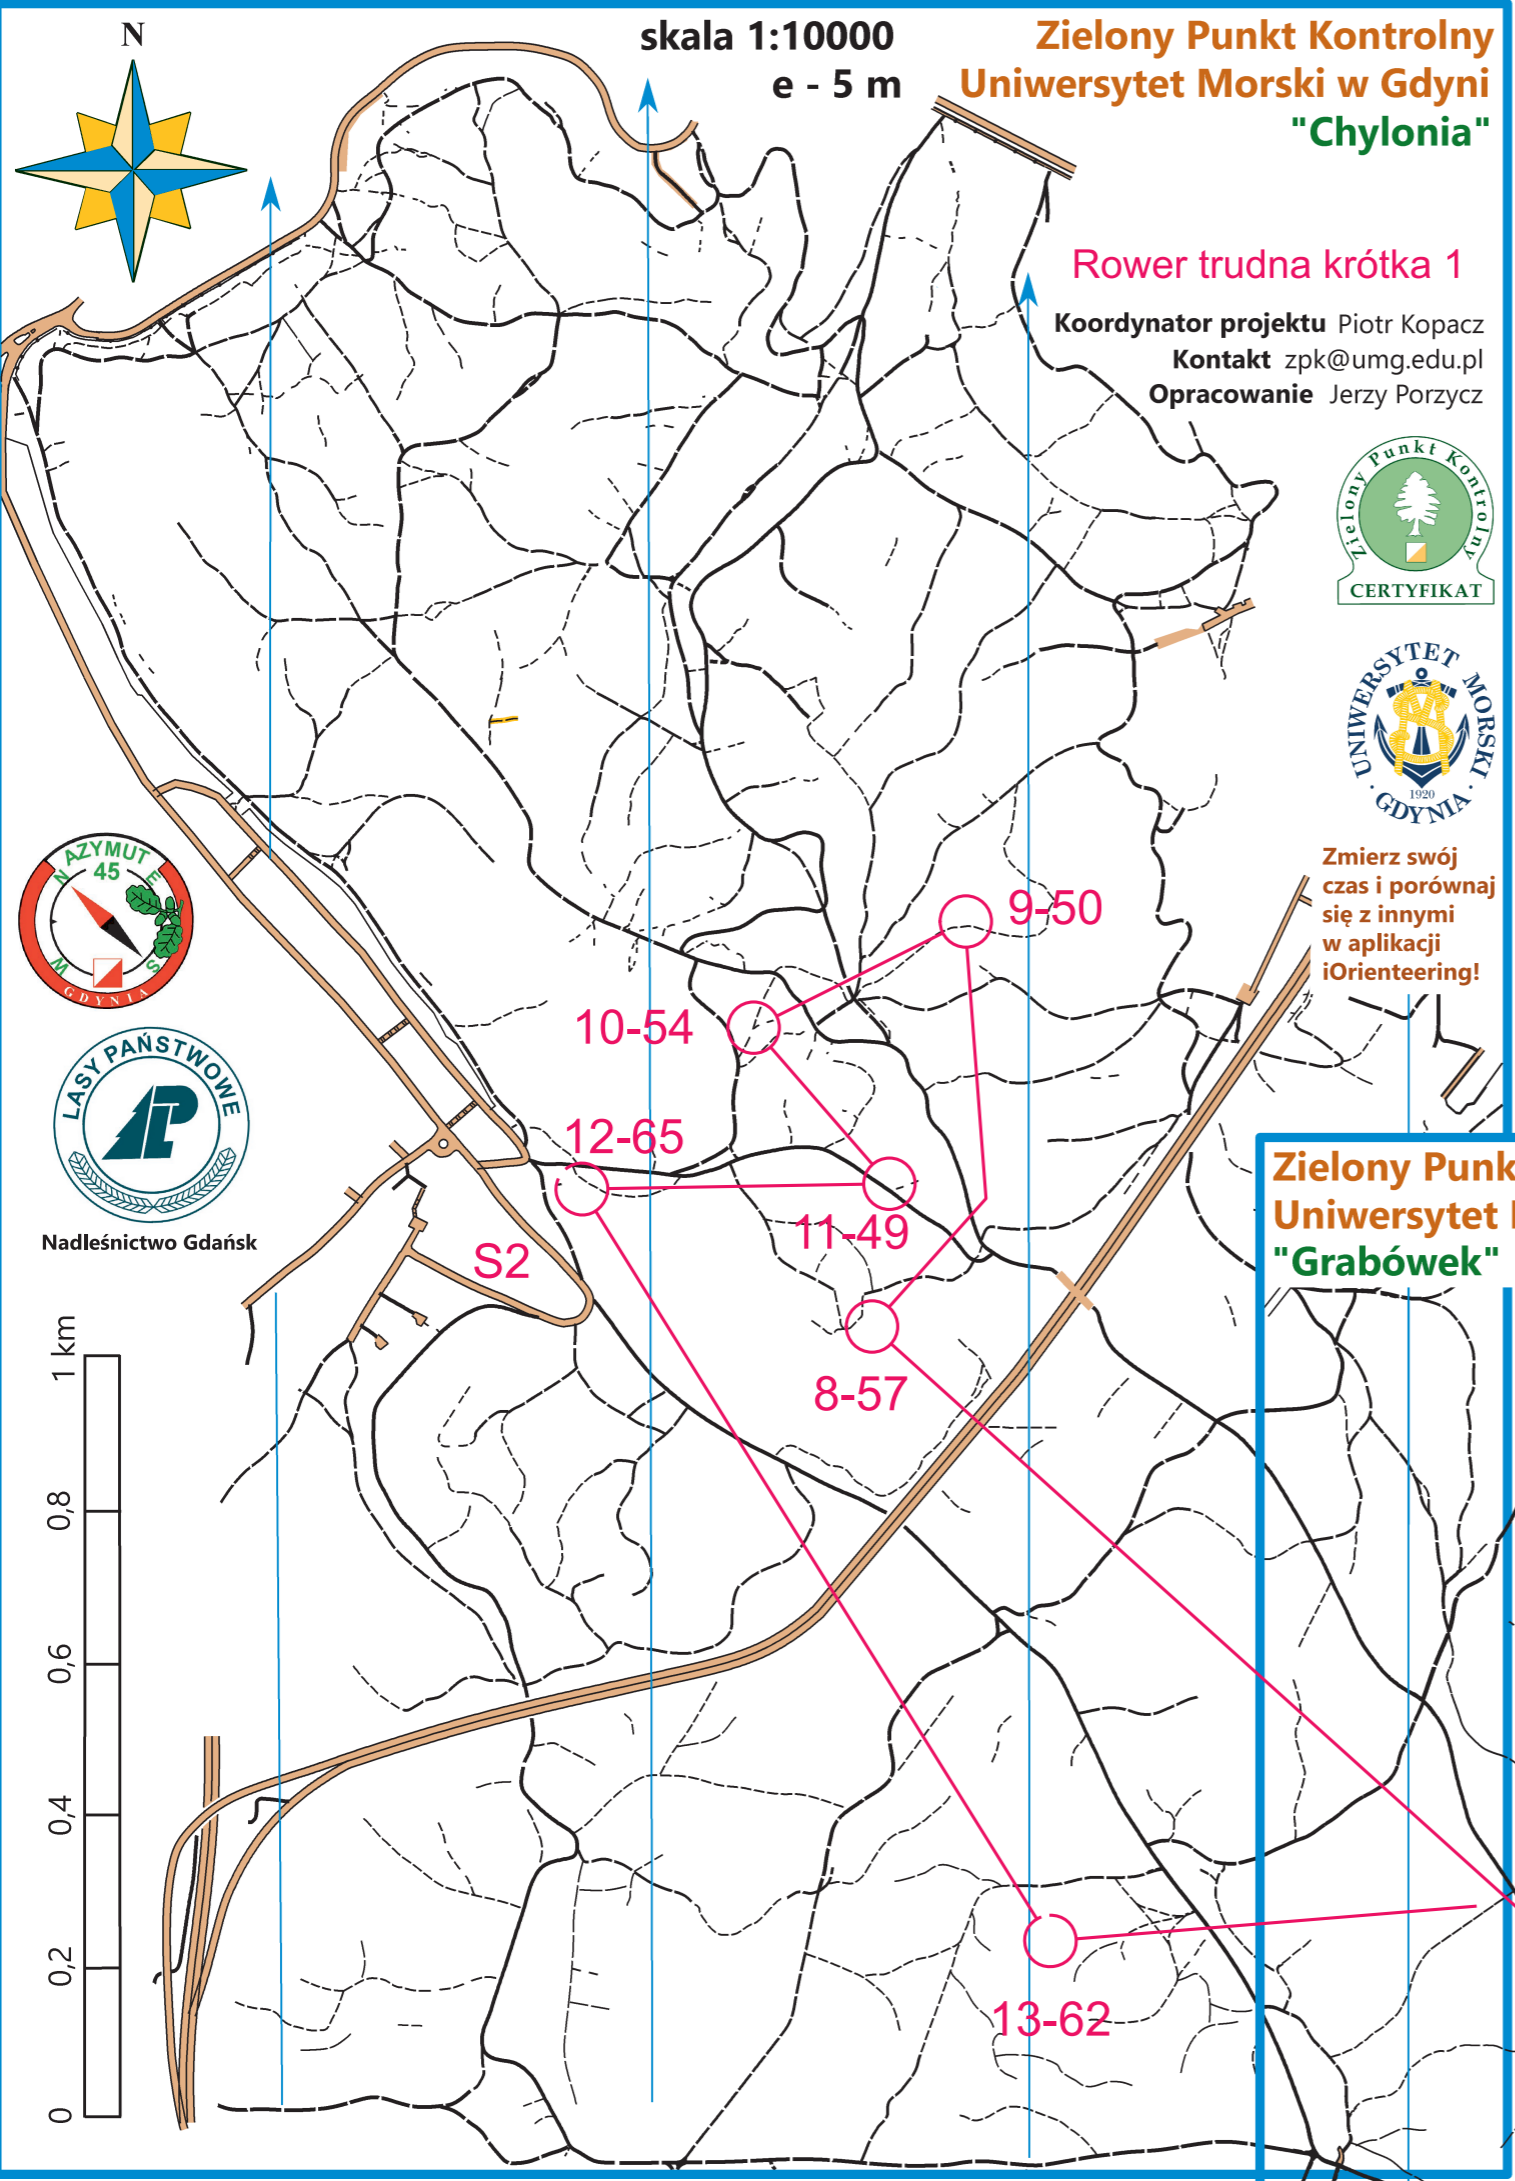 N
skala 1:10000
e - 5 m
Zielony Punkt Kontrolny
Uniwersytet Morski w Gdyni
"Chylonia"
Rower trudna krótka 1
Koordynator projektu Piotr Kopacz
Kontakt zpk@umg.edu.pl
Opracowanie Jerzy Porzycz
Zielony Punkt Kontrolny
CERTYFIKAT
UNIWERSYTET MORSKI
1920
· GDYNIA ·
Zmierz swój
czas i porównaj
się z innymi
w aplikacji
iOrienteering!
AZYMUT
45
N E
W S
GDYNIA
LASY PAŃSTWOWE
LP
Nadleśnictwo Gdańsk
9-50
10-54
12-65
11-49
S2
8-57
13-62
Zielony Punk
Uniwersytet
"Grabówek"
1 km
0,8
0,6
0,4
0,2
0